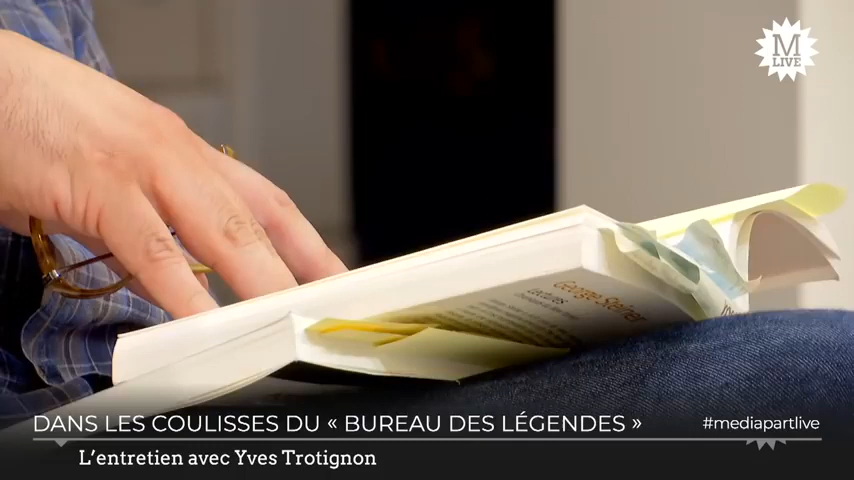 M
LIVE
George Steiner
Lectures
DANS LES COULISSES DU « BUREAU DES LÉGENDES »
#mediapartlive
L'entretien avec Yves Trotignon